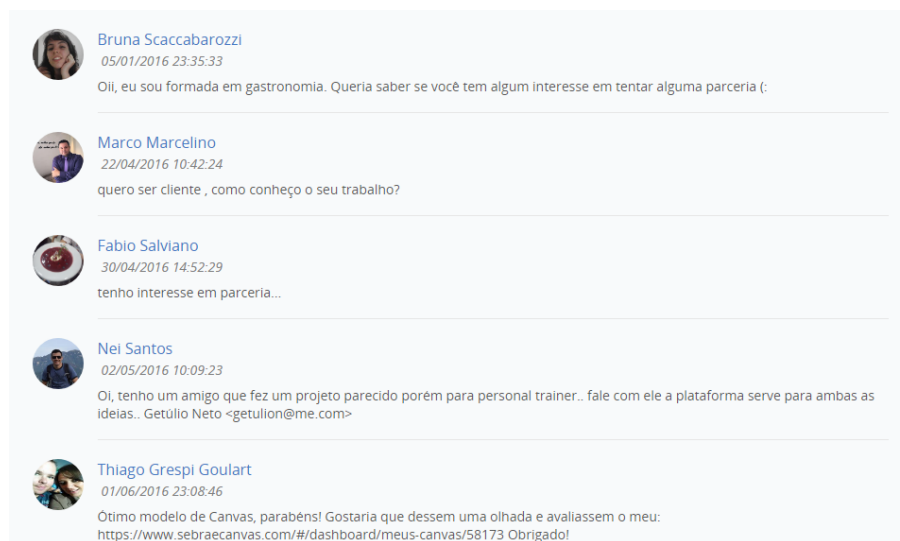 Bruna Scaccabarozzi
05/01/2016 23:35:33
Oii, eu sou formada em gastronomia. Queria saber se você tem algum interesse em tentar alguma parceria (:
Marco Marcelino
22/04/2016 10:42:24
quero ser cliente , como conheço o seu trabalho?
Fabio Salviano
30/04/2016 14:52:29
tenho interesse em parceria...
Nei Santos
02/05/2016 10:09:23
Oi, tenho um amigo que fez um projeto parecido porém para personal trainer.. fale com ele a plataforma serve para ambas as
ideias.. Getúlio Neto <getulion@me.com>
Thiago Grespi Goulart
01/06/2016 23:08:46
Ótimo modelo de Canvas, parabéns! Gostaria que dessem uma olhada e avaliassem o meu:
https://www.sebraecanvas.com/#/dashboard/meus-canvas/58173 Obrigado!